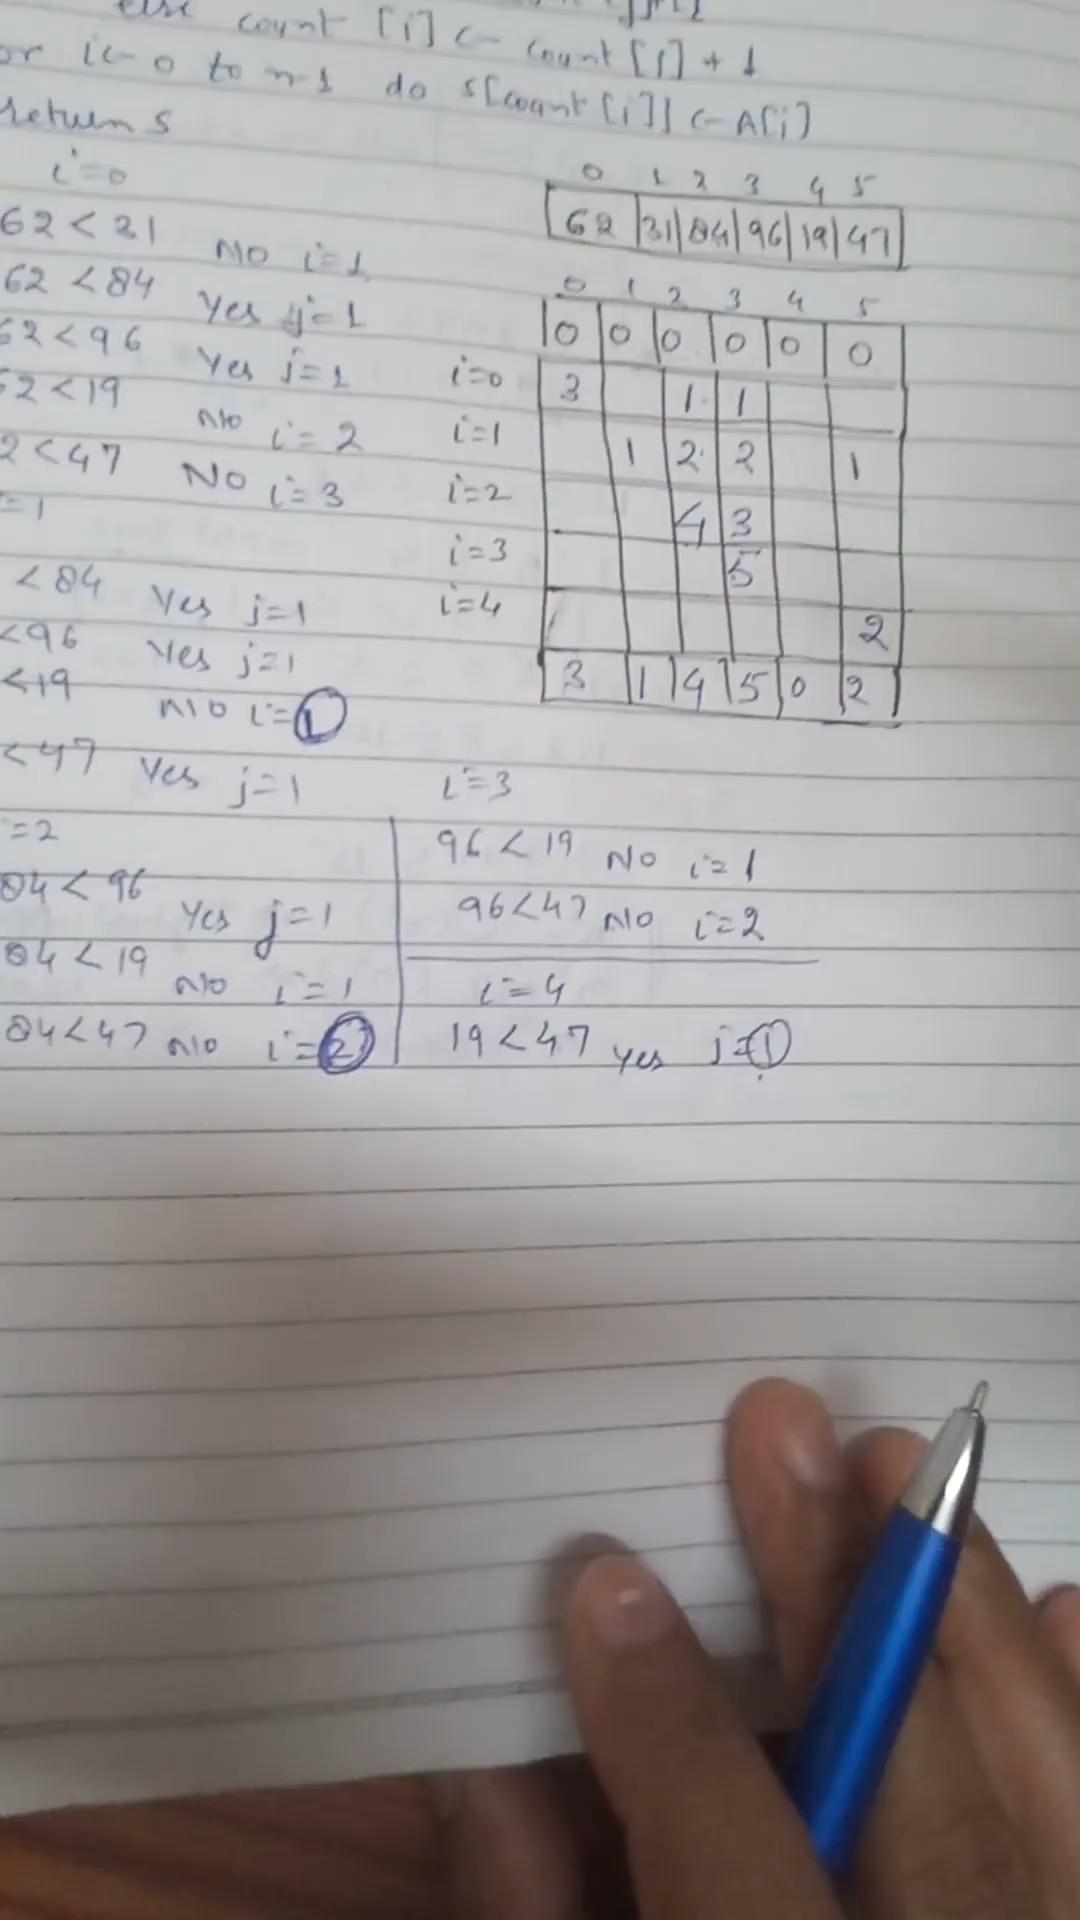 else count [i] <- count [i] + 1
or i<- 0 to n-1 do S[count [i]] <- A[i]
return S
i=0
62 < 31 No i=1
62 < 84 Yes j=1
62 < 96 Yes j=1
62 < 19 No i=2
2 < 47 No i=3
=1
< 84 Yes j=1
< 96 Yes j=1
< 19 No i=1
< 47 Yes j=1
=2
84 < 96 Yes j=1
84 < 19 No i=1
84 < 47 No i=2
0 1 2 3 4 5
62 31 84 96 19 47
0 1 2 3 4 5
0 0 0 0 0 0
i=0 3 1 1
i=1 1 2 2 1
i=2 4 3
i=3 5
i=4 2
3 1 4 5 0 2
i=3
96 < 19 No i=1
96 < 47 No i=2
i=4
19 < 47 yes j=1